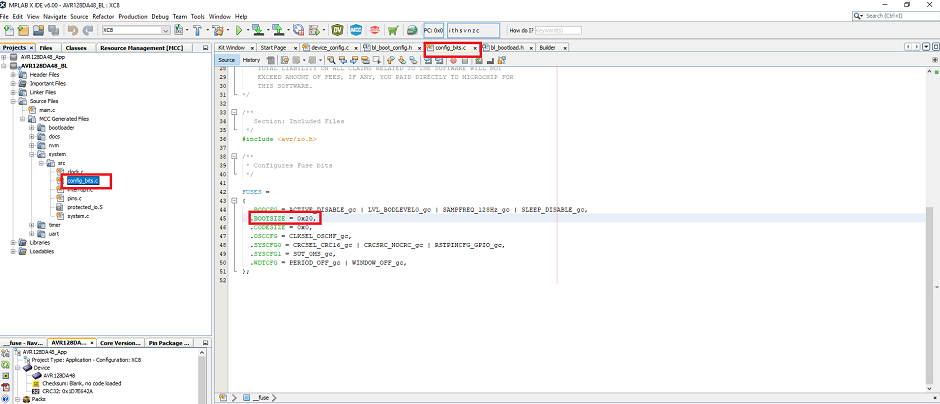 MPLAB X IDE v6.00 - AVR128DA48_BL : XC8
File Edit View Navigate Source Refactor Production Debug Team Tools Window Help
Search (Ctrl+I)
XC8
PC: 0x0
i t h s v n z c
How do I?
Keyword(s)
Projects Files Classes Resource Management [MCC]
Kit Window Start Page device_config.c bl_boot_config.h config_bits.c bl_bootload.h Builder
Source History
AVR128DA48_App
AVR128DA48_BL
Header Files
Important Files
Linker Files
Source Files
main.c
MCC Generated Files
bootloader
docs
nvm
system
src
clock.c
config_bits.c
pins.c
protected_io.S
system.c
timer
uart
Libraries
Loadables
28 TOTAL LIABILITY ON ALL CLAIMS RELATED TO THE SOFTWARE WILL NOT
29 EXCEED AMOUNT OF FEES, IF ANY, YOU PAID DIRECTLY TO MICROCHIP FOR
30 THIS SOFTWARE.
31 */
32
33 /**
34 Section: Included Files
35 */
36 #include <avr/io.h>
37
38 /**
39 * Configures Fuse bits
40 */
41
42 FUSES =
43 {
44 .BODCFG = ACTIVE_DISABLE_gc | LVL_BODLEVEL0_gc | SAMPFREQ_128Hz_gc | SLEEP_DISABLE_gc,
45 .BOOTSIZE = 0x20,
46 .CODESIZE = 0x0,
47 .OSCCFG = CLKSEL_OSCHF_gc,
48 .SYSCFG0 = CRCSEL_CRC16_gc | CRCSRC_NOCRC_gc | RSTPINCFG_GPIO_gc,
49 .SYSCFG1 = SUT_0MS_gc,
50 .WDTCFG = PERIOD_OFF_gc | WINDOW_OFF_gc,
51 };
52
__fuse - Nav... AVR128DA4... Core Version... Pin Package ...
AVR128DA48_App
Project Type: Application - Configuration: XC8
Device
AVR128DA48
Checksum: Blank, no code loaded
CRC32: 0x1D7E642A
Packs
__fuse